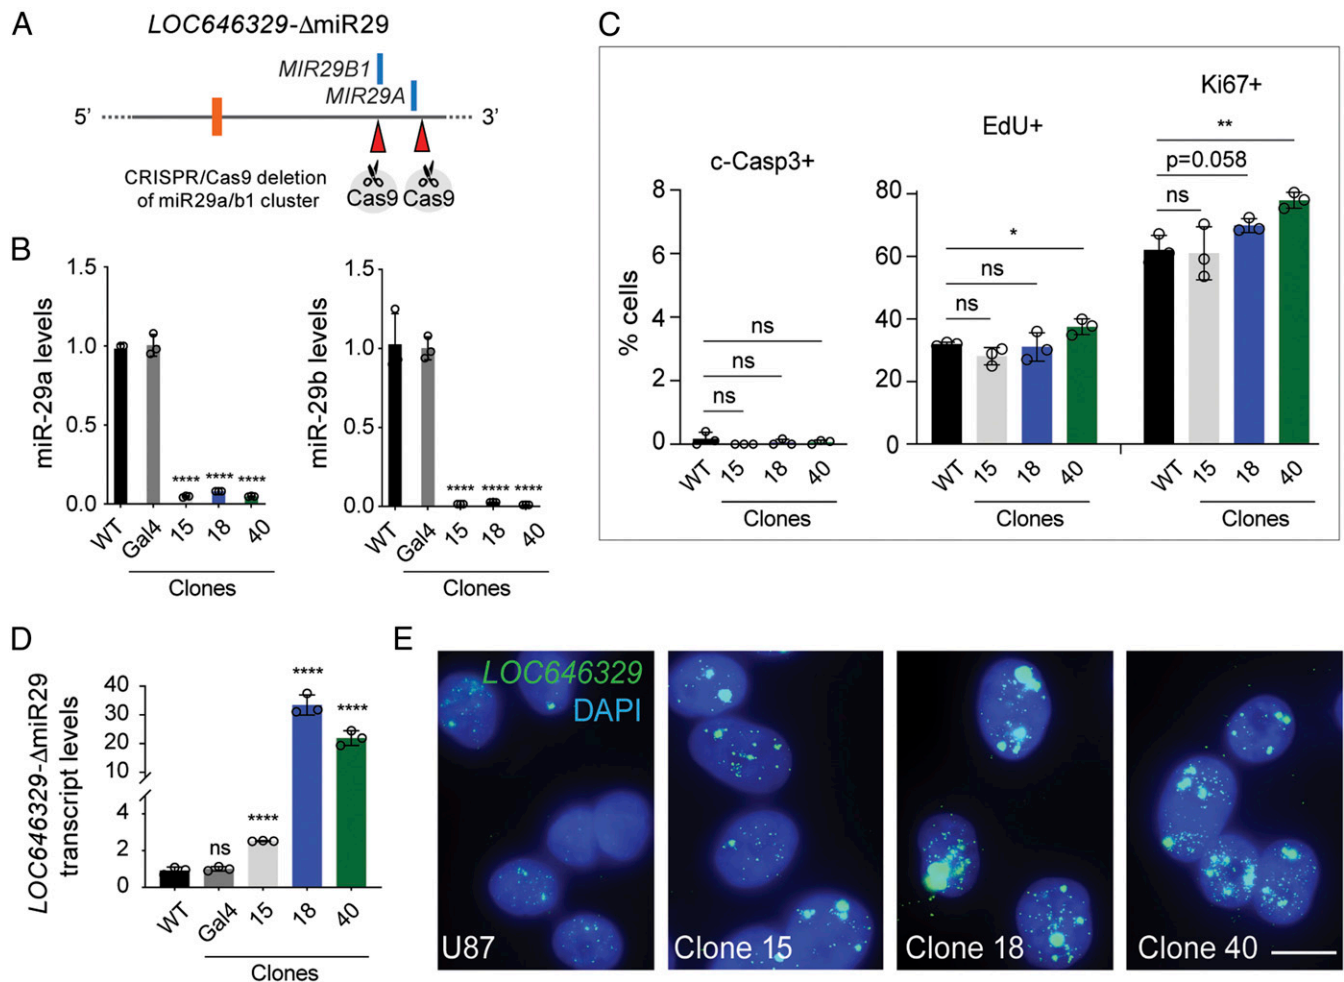 A
LOC646329-ΔmiR29
MIR29B1
MIR29A
5’
3’
CRISPR/Cas9 deletion
of miR29a/b1 cluster
Cas9
Cas9
B
miR-29a levels
1.5
1.0
0.5
0.0
**** **** ****
WT
Gal4
15
18
40
Clones
miR-29b levels
1.5
1.0
0.5
0.0
**** **** ****
WT
Gal4
15
18
40
Clones
C
c-Casp3+
% cells
8
6
4
2
0
ns
ns
ns
WT
15
18
40
Clones
EdU+
80
60
40
20
0
*
ns
ns
WT
15
18
40
Clones
Ki67+
**
p=0.058
ns
WT
15
18
40
Clones
D
LOC646329-ΔmiR29
transcript levels
40
30
20
10
4
2
0
ns
****
****
****
WT
Gal4
15
18
40
Clones
E
LOC646329
DAPI
U87
Clone 15
Clone 18
Clone 40